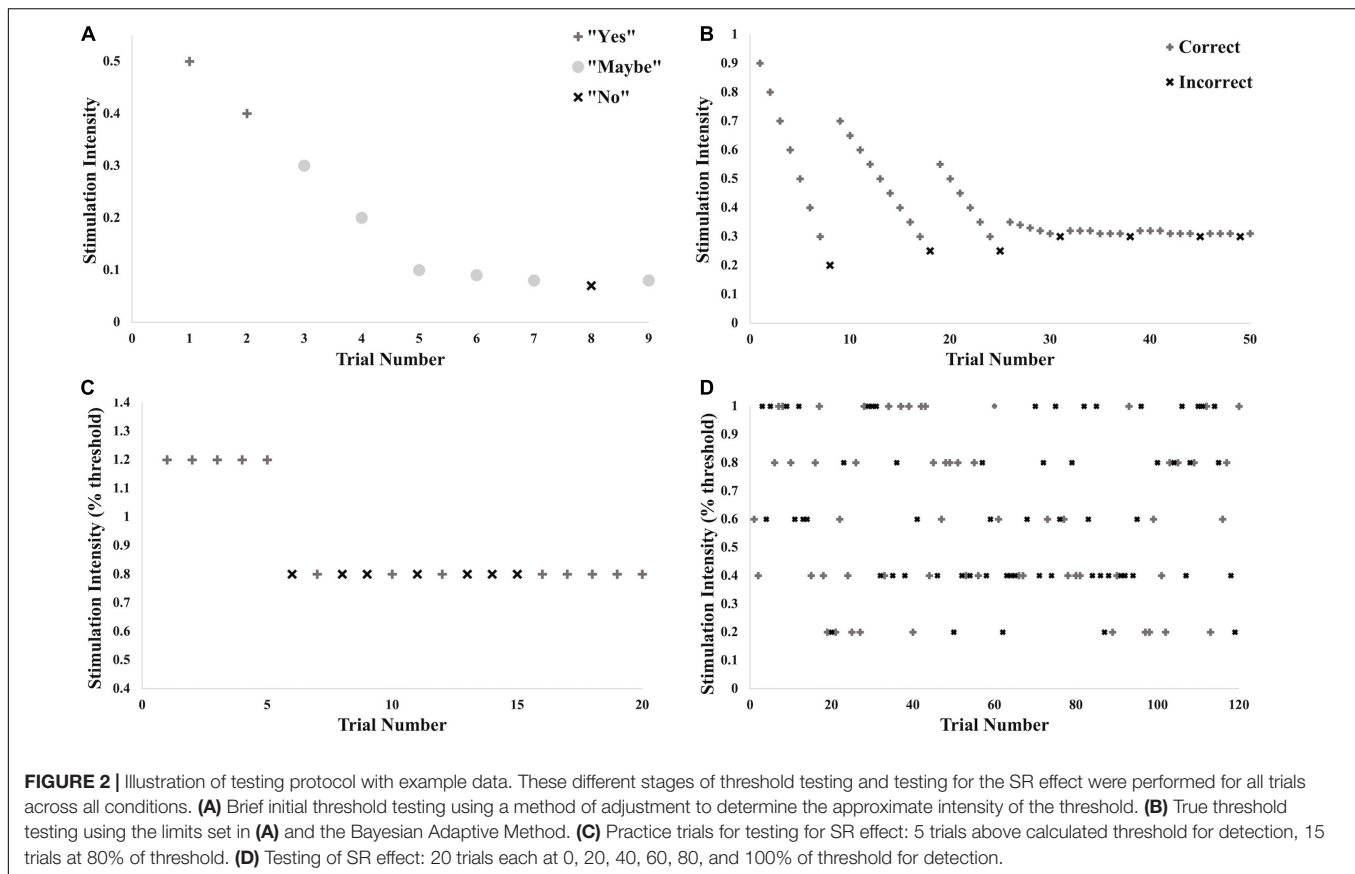 A
"Yes"
"Maybe"
"No"
Stimulation Intensity
0.5
0.4
0.3
0.2
0.1
0
0 1 2 3 4 5 6 7 8 9
Trial Number
B
Correct
Incorrect
Stimulation Intensity
1
0.9
0.8
0.7
0.6
0.5
0.4
0.3
0.2
0.1
0
0 10 20 30 40 50
Trial Number
C
Stimulation Intensity (% threshold)
1.4
1.3
1.2
1.1
1
0.9
0.8
0.7
0.6
0.5
0.4
0 5 10 15 20
Trial Number
D
Stimulation Intensity (% threshold)
1
0.9
0.8
0.7
0.6
0.5
0.4
0.3
0.2
0.1
0
0 20 40 60 80 100 120
Trial Number
FIGURE 2 | Illustration of testing protocol with example data. These different stages of threshold testing and testing for the SR effect were performed for all trials
across all conditions. (A) Brief initial threshold testing using a method of adjustment to determine the approximate intensity of the threshold. (B) True threshold
testing using the limits set in (A) and the Bayesian Adaptive Method. (C) Practice trials for testing for SR effect: 5 trials above calculated threshold for detection, 15
trials at 80% of threshold. (D) Testing of SR effect: 20 trials each at 0, 20, 40, 60, 80, and 100% of threshold for detection.